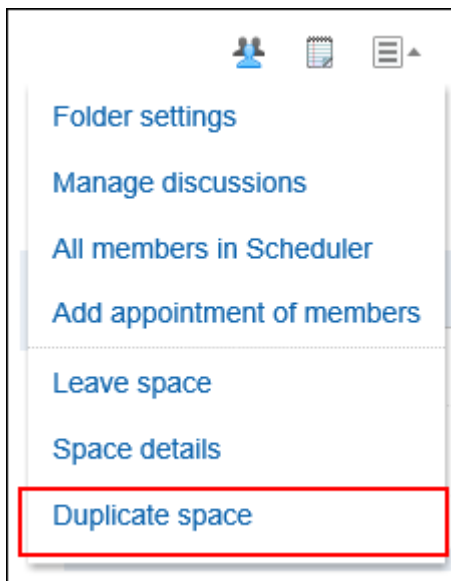 Folder settings
Manage discussions
All members in Scheduler
Add appointment of members
Leave space
Space details
Duplicate space